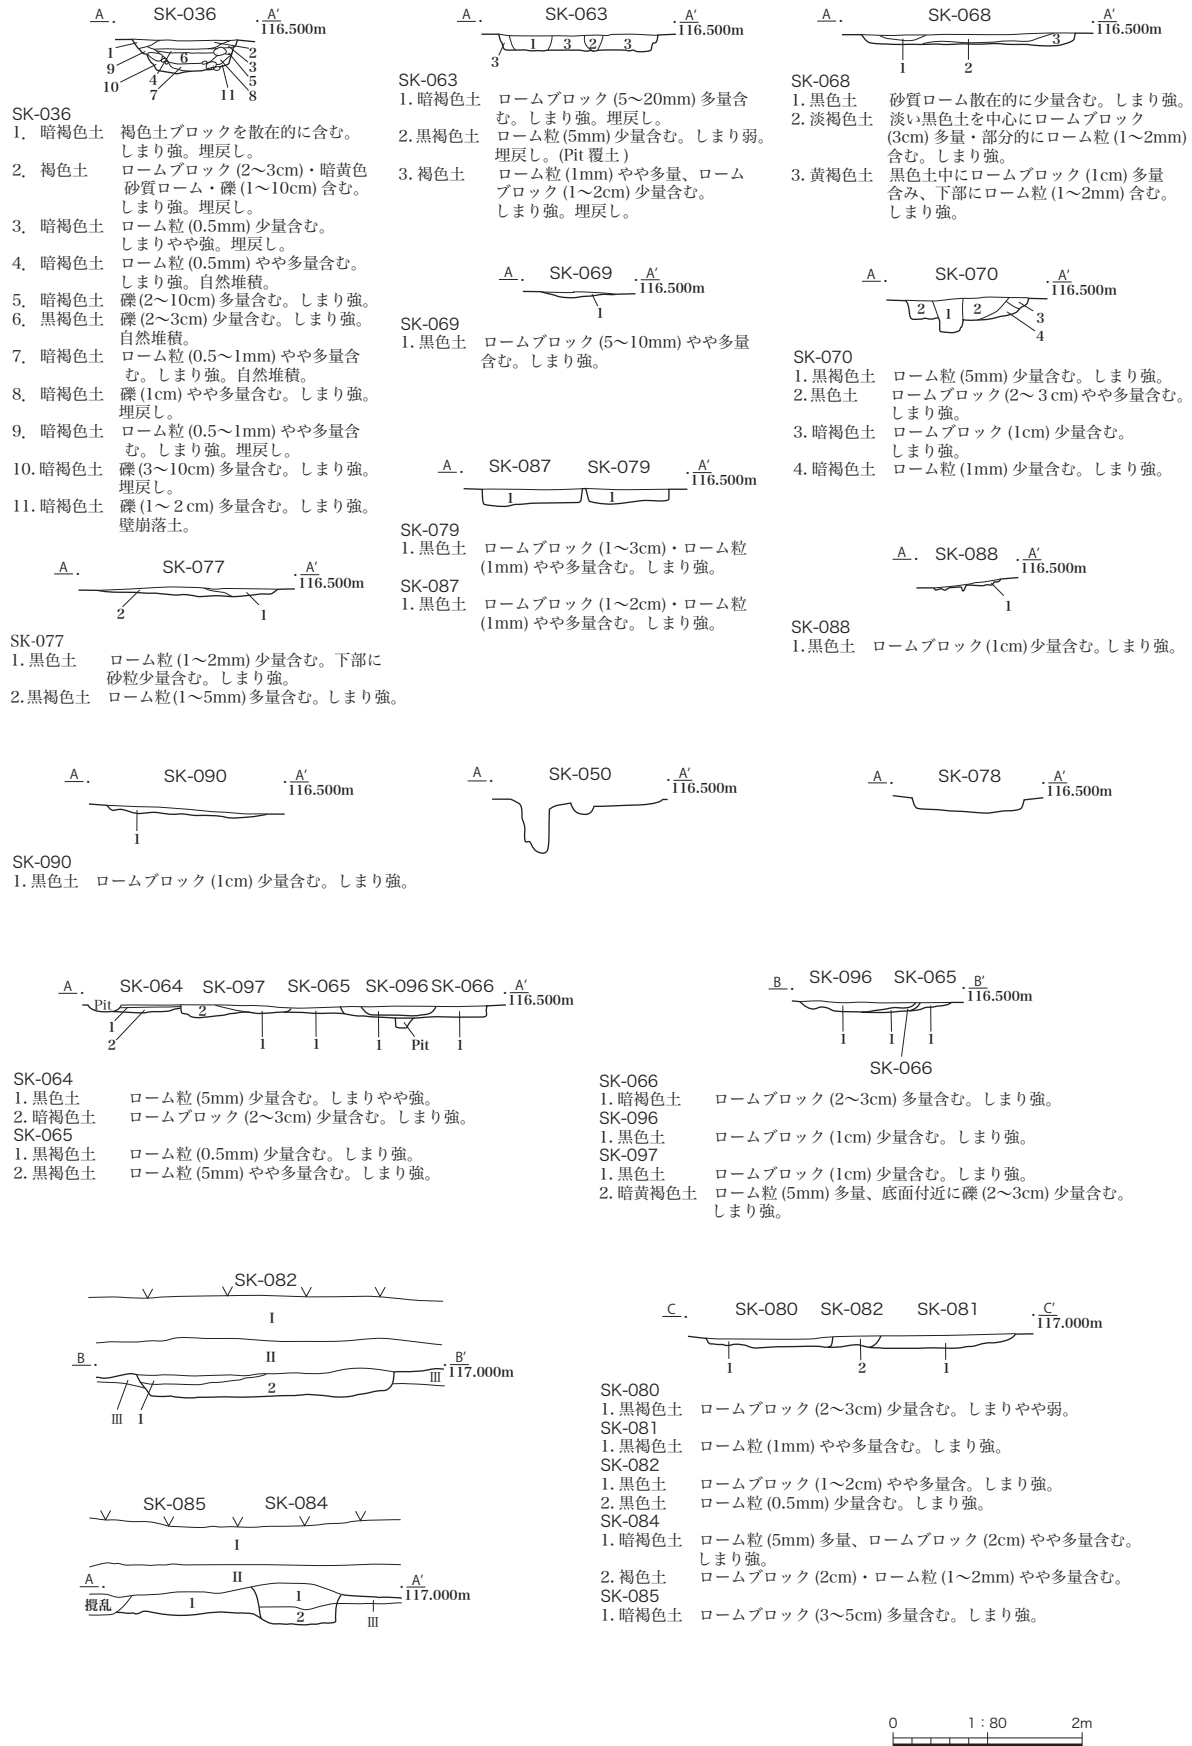 A SK-036 A′
116.500m
1 6 2
9 3
10 4 5
7 11 8
SK-036
1. 暗褐色土 褐色土ブロックを散在的に含む。
しまり強。埋戻し。
2. 褐色土 ロームブロック (2〜3cm)・暗黄色
砂質ローム・礫 (1〜10cm) 含む。
しまり強。埋戻し。
3. 暗褐色土 ローム粒 (0.5mm) 少量含む。
しまりやや強。埋戻し。
4. 暗褐色土 ローム粒 (0.5mm) やや多量含む。
しまり強。自然堆積。
5. 暗褐色土 礫 (2〜10cm) 多量含む。しまり強。
6. 黒褐色土 礫 (2〜3cm) 少量含む。しまり強。
自然堆積。
7. 暗褐色土 ローム粒 (0.5〜1mm) やや多量含
む。しまり強。自然堆積。
8. 暗褐色土 礫 (1cm) やや多量含む。しまり強。
埋戻し。
9. 暗褐色土 ローム粒 (0.5〜1mm) やや多量含
む。しまり強。埋戻し。
10. 暗褐色土 礫 (3〜10cm) 多量含む。しまり強。
埋戻し。
11. 暗褐色土 礫 (1〜2cm) 多量含む。しまり強。
壁崩落土。
A SK-063 A′
116.500m
1 3 2 3
3
SK-063
1. 暗褐色土 ロームブロック (5〜20mm) 多量含
む。しまり強。埋戻し。
2. 黒褐色土 ローム粒 (5mm) 少量含む。しまり弱。
埋戻し。(Pit 覆土)
3. 褐色土 ローム粒 (1mm) やや多量、ローム
ブロック (1〜2cm) 少量含む。
しまり強。埋戻し。
A SK-068 A′
116.500m
3
1 2
SK-068
1. 黒色土 砂質ローム散在的に少量含む。しまり強。
2. 淡褐色土 淡い黒色土を中心にロームブロック
(3cm) 多量・部分的にローム粒 (1〜2mm)
含む。しまり強。
3. 黄褐色土 黒色土中にロームブロック (1cm) 多量
含み、下部にローム粒 (1〜2mm) 含む。
しまり強。
A SK-069 A′
116.500m
1
SK-069
1. 黒色土 ロームブロック (5〜10mm) やや多量
含む。しまり強。
A SK-070 A′
116.500m
2 1 2 3
4
SK-070
1. 黒褐色土 ローム粒 (5mm) 少量含む。しまり強。
2. 黒色土 ロームブロック (2〜3cm) やや多量含む。
しまり強。
3. 暗褐色土 ロームブロック (1cm) 少量含む。
しまり強。
4. 暗褐色土 ローム粒 (1mm) 少量含む。しまり強。
A SK-087 SK-079 A′
116.500m
1 1
SK-079
1. 黒色土 ロームブロック (1〜3cm)・ローム粒
(1mm) やや多量含む。しまり強。
SK-087
1. 黒色土 ロームブロック (1〜2cm)・ローム粒
(1mm) やや多量含む。しまり強。
A SK-077 A′
116.500m
2 1
SK-077
1. 黒色土 ローム粒 (1〜2mm) 少量含む。下部に
砂粒少量含む。しまり強。
2. 黒褐色土 ローム粒 (1〜5mm) 多量含む。しまり強。
A SK-088 A′
116.500m
1
SK-088
1. 黒色土 ロームブロック (1cm) 少量含む。しまり強。
A SK-090 A′
116.500m
1
SK-090
1. 黒色土 ロームブロック (1cm) 少量含む。しまり強。
A SK-050 A′
116.500m
A SK-078 A′
116.500m
A SK-064 SK-097 SK-065 SK-096 SK-066 A′
116.500m
Pit 2
1
2 1 1 1 Pit 1
SK-064
1. 黒色土 ローム粒 (5mm) 少量含む。しまりやや強。
2. 暗褐色土 ロームブロック (2〜3cm) 少量含む。しまり強。
SK-065
1. 黒褐色土 ローム粒 (0.5mm) 少量含む。しまり強。
2. 黒褐色土 ローム粒 (5mm) やや多量含む。しまり強。
B SK-096 SK-065 B′
116.500m
1 1 1
SK-066
SK-066
1. 暗褐色土 ロームブロック (2〜3cm) 多量含む。しまり強。
SK-096
1. 黒色土 ロームブロック (1cm) 少量含む。しまり強。
SK-097
1. 黒色土 ロームブロック (1cm) 少量含む。しまり強。
2. 暗黄褐色土 ローム粒 (5mm) 多量、底面付近に礫 (2〜3cm) 少量含む。
しまり強。
SK-082
I
II
B B′
117.000m
2 III
III 1
SK-085 SK-084
I
II
A A′
117.000m
攪乱 1 1
2 III
C SK-080 SK-082 SK-081 C′
117.000m
1 2 1
SK-080
1. 黒褐色土 ロームブロック (2〜3cm) 少量含む。しまりやや弱。
SK-081
1. 黒褐色土 ローム粒 (1mm) やや多量含む。しまり強。
SK-082
1. 黒色土 ロームブロック (1〜2cm) やや多量含。しまり強。
2. 黒色土 ローム粒 (0.5mm) 少量含む。しまり強。
SK-084
1. 暗褐色土 ローム粒 (5mm) 多量、ロームブロック (2cm) やや多量含む。
しまり強。
2. 褐色土 ロームブロック (2cm)・ローム粒 (1〜2mm) やや多量含む。
SK-085
1. 暗褐色土 ロームブロック (3〜5cm) 多量含む。しまり強。
0 1：80 2m